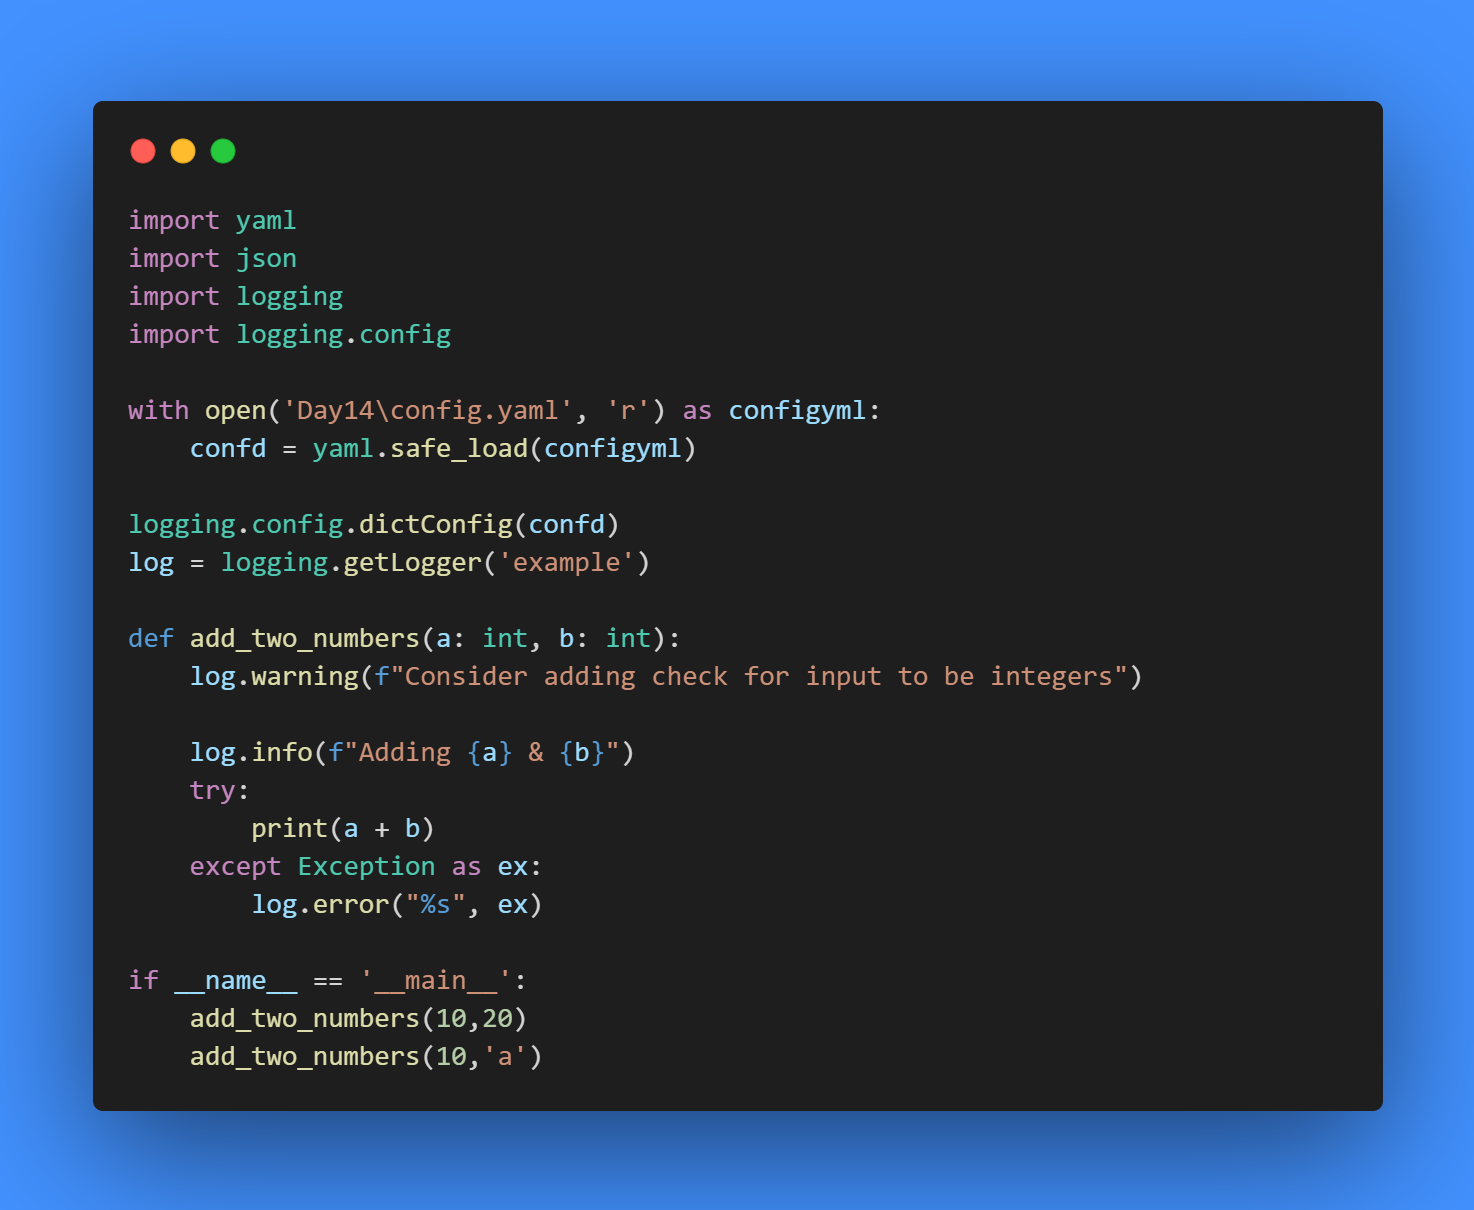 import yaml
import json
import logging
import logging.config

with open('Day14\config.yaml', 'r') as configyml:
    confd = yaml.safe_load(configyml)

logging.config.dictConfig(confd)
log = logging.getLogger('example')

def add_two_numbers(a: int, b: int):
    log.warning(f"Consider adding check for input to be integers")

    log.info(f"Adding {a} & {b}")
    try:
        print(a + b)
    except Exception as ex:
        log.error("%s", ex)

if __name__ == '__main__':
    add_two_numbers(10,20)
    add_two_numbers(10,'a')